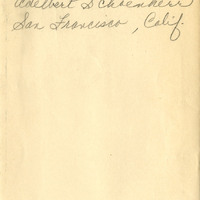 Adelbert Schoenherr
San Francisco, Calif.